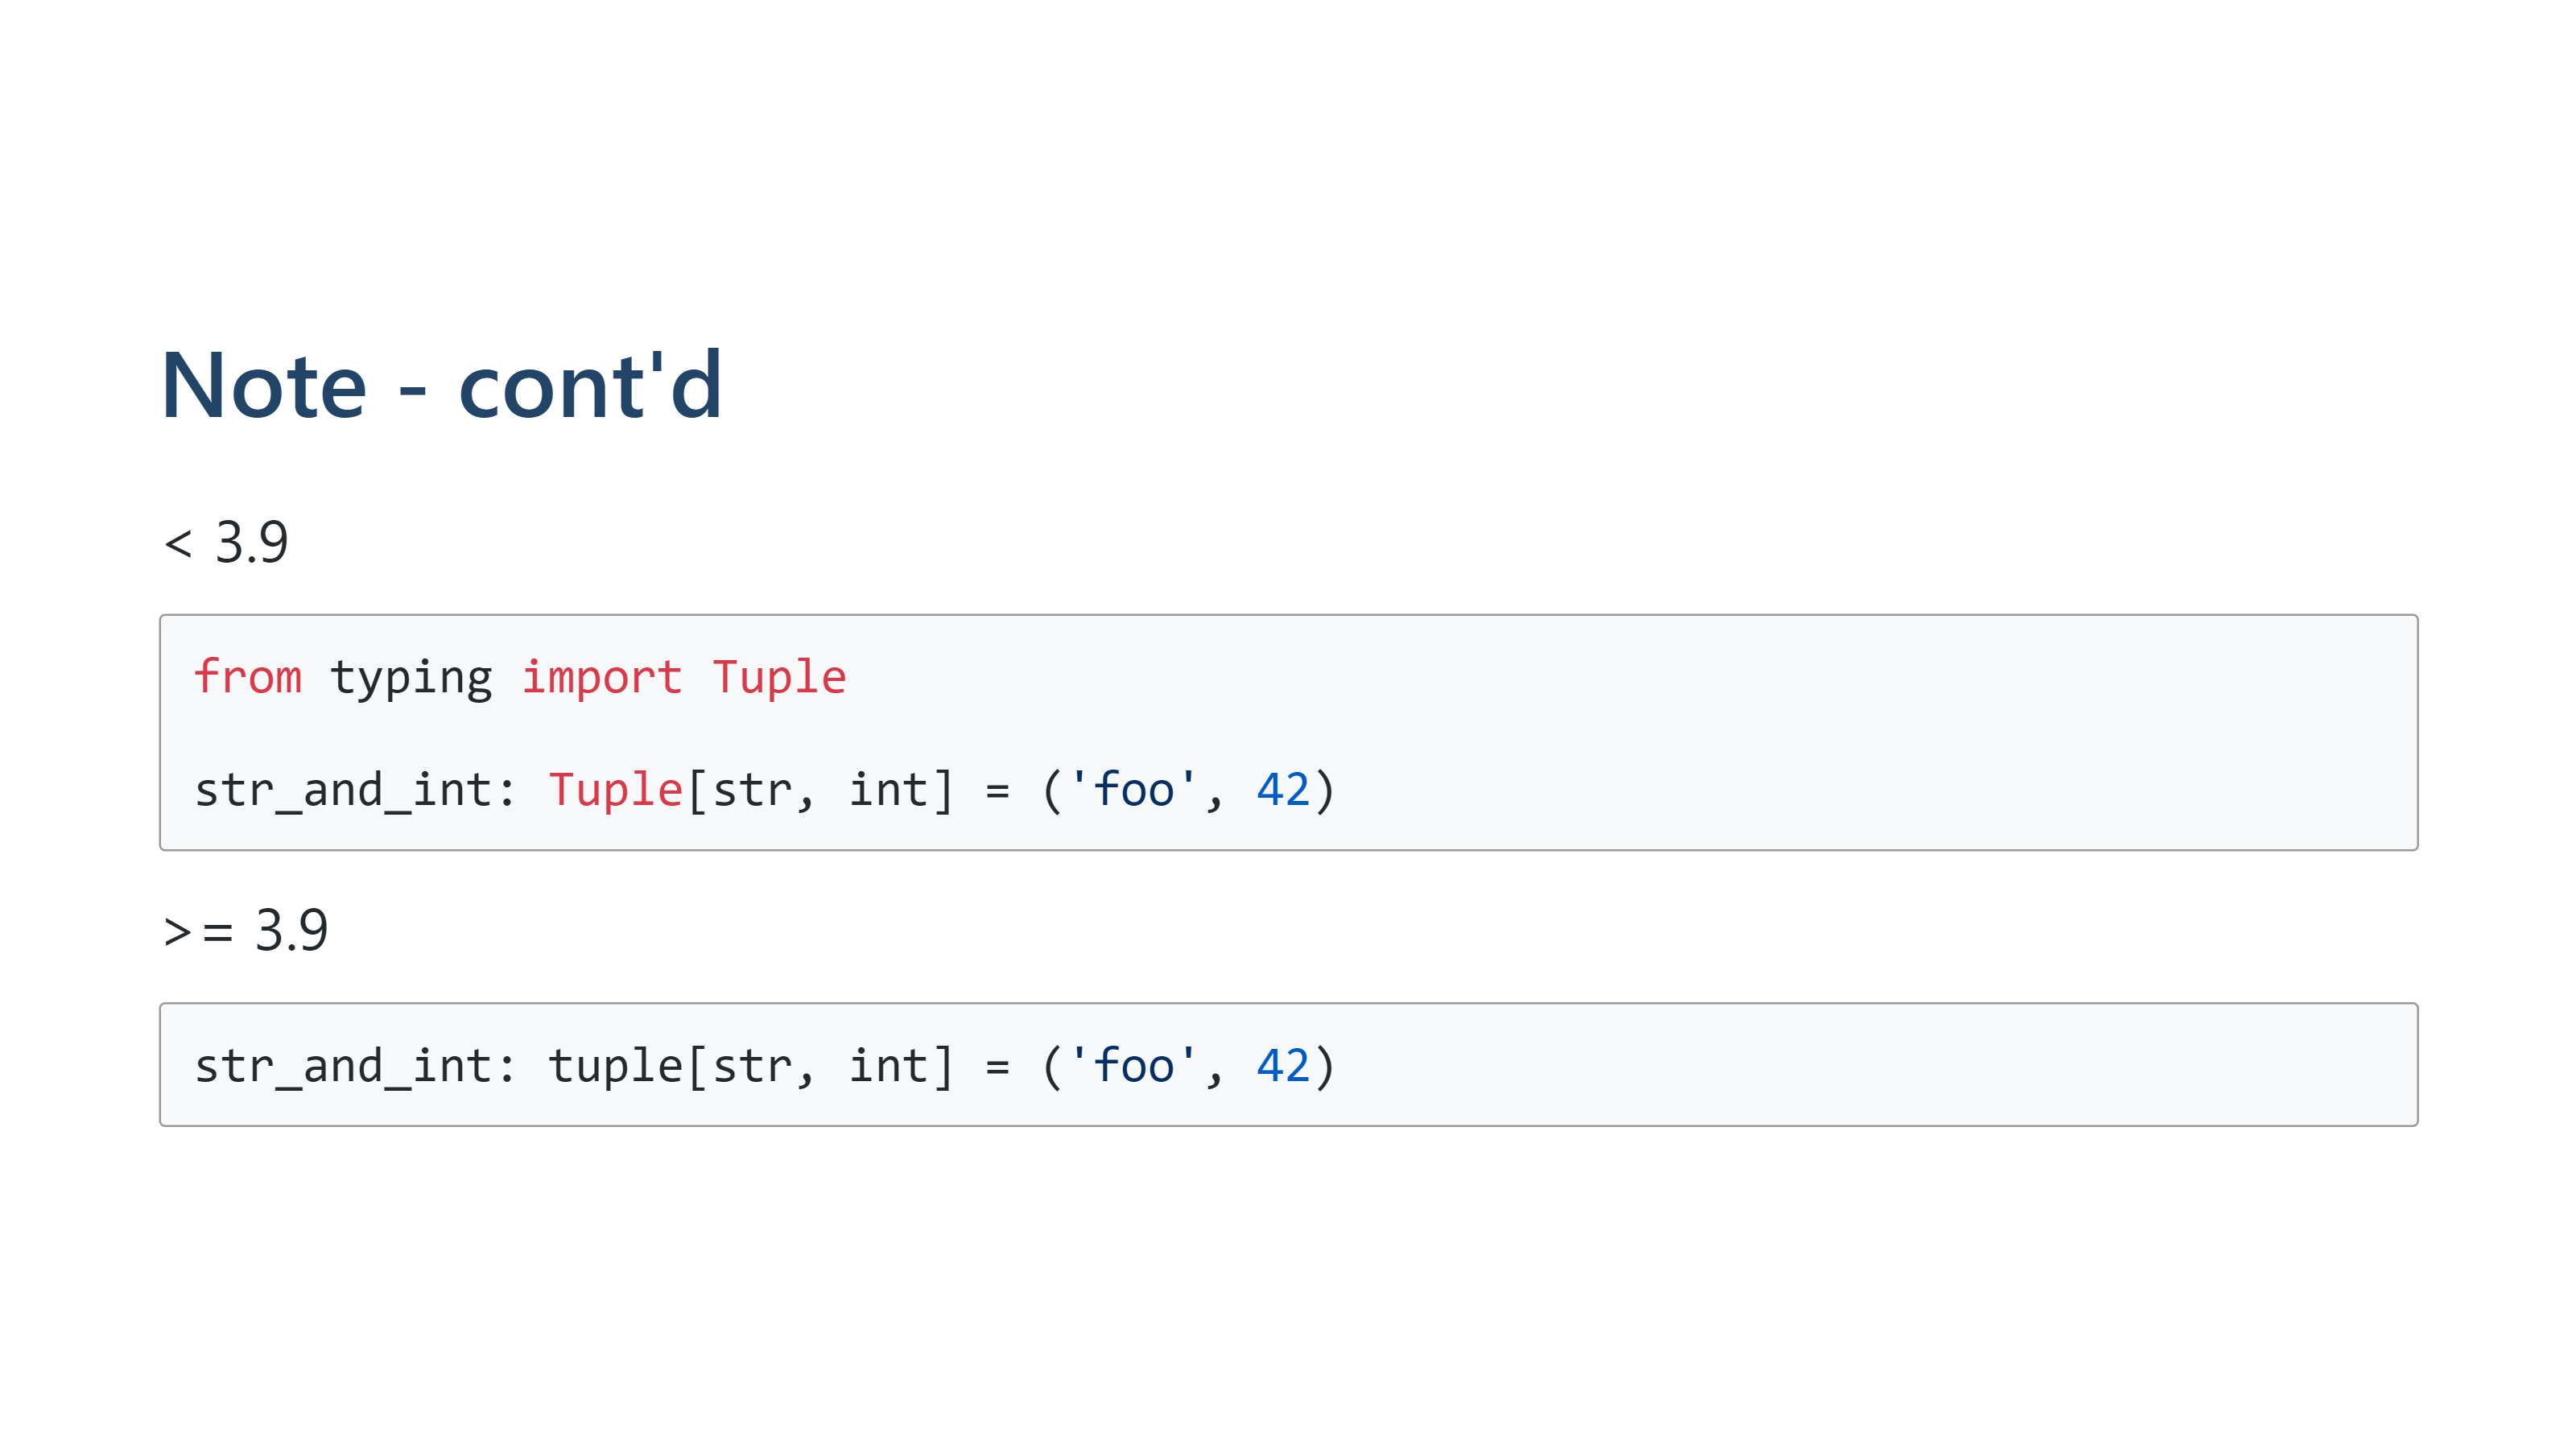 Note - cont'd
< 3.9
from typing import Tuple
str_and_int: Tuple[str, int] = ('foo', 42)
>= 3.9
str_and_int: tuple[str, int] = ('foo', 42)